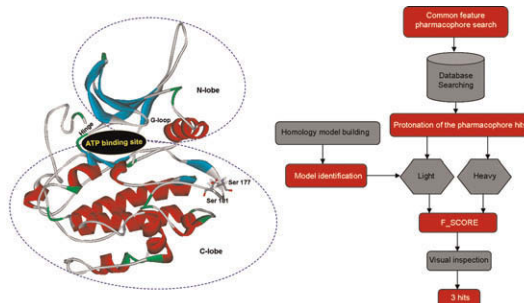 N-lobe
Hinge
G-loop
ATP binding site
Ser 177
Ser 181
C-lobe
Common feature
pharmacophore search
Database
Searching
Protonation of the pharmacophore hits
Homology model building
Model identification
Light
Heavy
F_SCORE
Visual inspection
3 hits